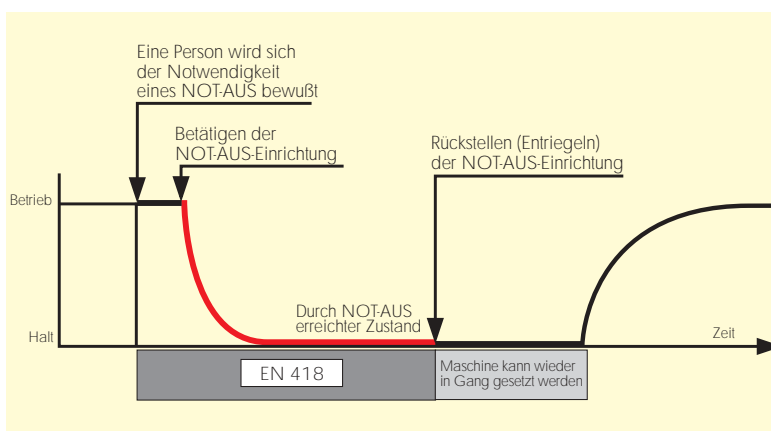 Eine Person wird sich
der Notwendigkeit
eines NOT-AUS bewußt
Betätigen der
NOT-AUS-Einrichtung
Rückstellen (Entriegeln)
der NOT-AUS-Einrichtung
Betrieb
Durch NOT-AUS
erreichter Zustand
Halt
Zeit
EN 418
Maschine kann wieder
in Gang gesetzt werden